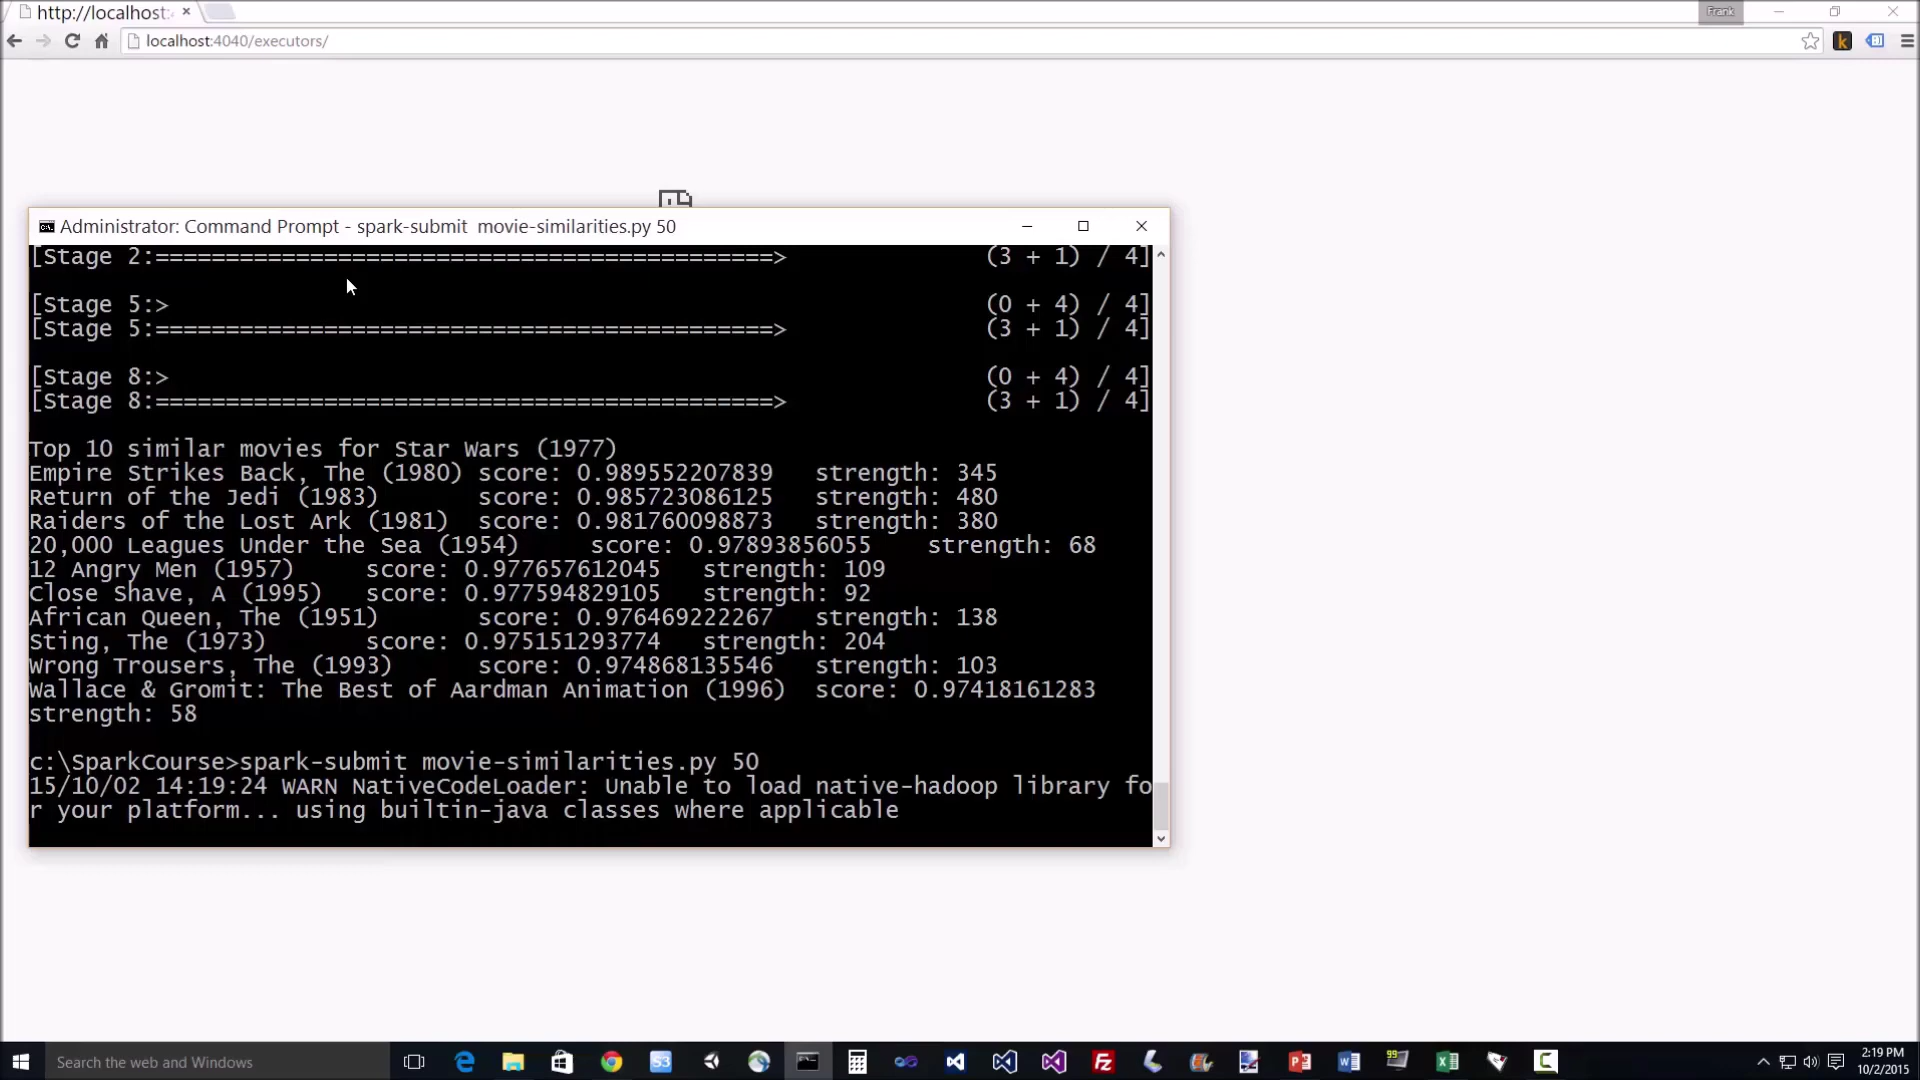 http://localhost:
Frank
localhost:4040/executors/
Administrator: Command Prompt - spark-submit  movie-similarities.py 50
[Stage 2:============================================>              (3 + 1) / 4]
[Stage 5:>                                                          (0 + 4) / 4]
[Stage 5:============================================>              (3 + 1) / 4]
[Stage 8:>                                                          (0 + 4) / 4]
[Stage 8:============================================>              (3 + 1) / 4]
Top 10 similar movies for Star Wars (1977)
Empire Strikes Back, The (1980) score: 0.989552207839   strength: 345
Return of the Jedi (1983)       score: 0.985723086125   strength: 480
Raiders of the Lost Ark (1981)  score: 0.981760098873   strength: 380
20,000 Leagues Under the Sea (1954)     score: 0.97893856055    strength: 68
12 Angry Men (1957)     score: 0.977657612045   strength: 109
Close Shave, A (1995)   score: 0.977594829105   strength: 92
African Queen, The (1951)       score: 0.976469222267   strength: 138
Sting, The (1973)       score: 0.975151293774   strength: 204
Wrong Trousers, The (1993)      score: 0.974868135546   strength: 103
Wallace & Gromit: The Best of Aardman Animation (1996)  score: 0.97418161283
strength: 58
c:\SparkCourse>spark-submit movie-similarities.py 50
15/10/02 14:19:24 WARN NativeCodeLoader: Unable to load native-hadoop library fo
r your platform... using builtin-java classes where applicable
Search the web and Windows
2:19 PM
10/2/2015